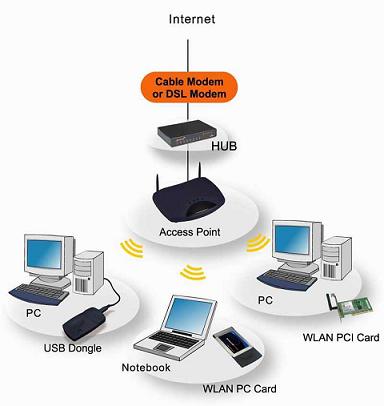 Internet
Cable Modem
or DSL Modem
HUB
Access Point
PC
USB Dongle
Notebook
WLAN PC Card
PC
WLAN PCI Card